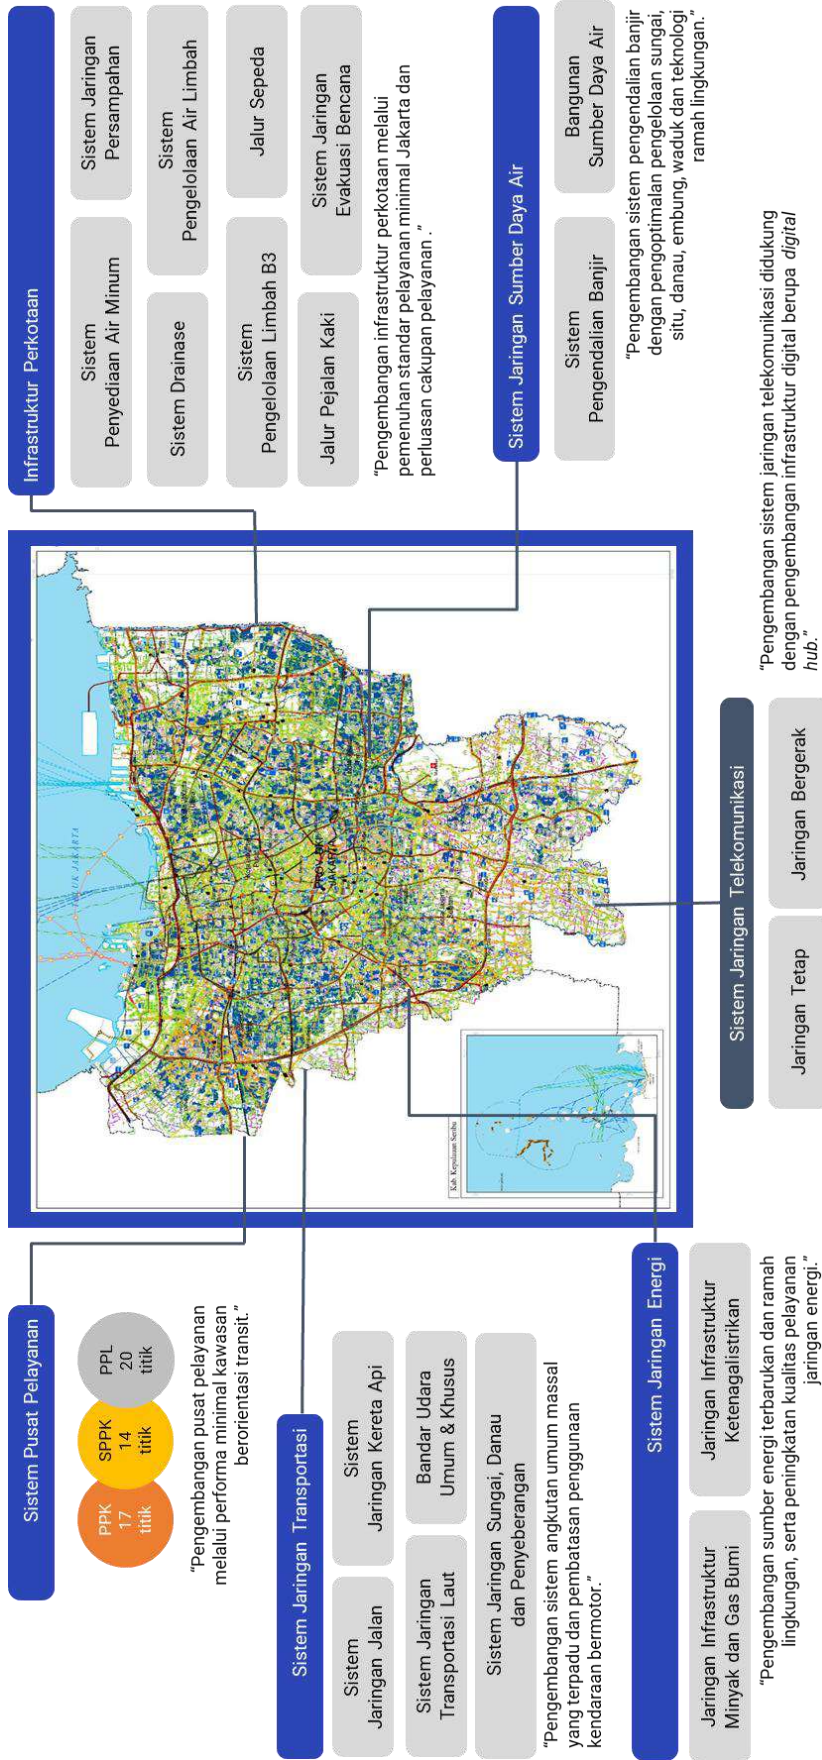 Sistem Pusat Pelayanan
PPK
17
titik
SPPK
14
titik
PPL
20
titik
“Pengembangan pusat pelayanan
melalui performa minimal kawasan
berorientasi transit.”
Sistem Jaringan Transportasi
Sistem
Jaringan Jalan
Sistem
Jaringan Kereta Api
Sistem Jaringan
Transportasi Laut
Bandar Udara
Umum & Khusus
Sistem Jaringan Sungai, Danau
dan Penyeberangan
“Pengembangan sistem angkutan umum massal
yang terpadu dan pembatasan penggunaan
kendaraan bermotor.”
Sistem Jaringan Energi
Jaringan Infrastruktur
Minyak dan Gas Bumi
Jaringan Infrastruktur
Ketenagalistrikan
“Pengembangan sumber energi terbarukan dan ramah
lingkungan, serta peningkatan kualitas pelayanan
jaringan energi.”
TELUK JAKARTA
PROVINSI
JAKARTA
Kab. Kepulauan Seribu
Sistem Jaringan Telekomunikasi
Jaringan Tetap
Jaringan Bergerak
“Pengembangan sistem jaringan telekomunikasi didukung
dengan pengembangan infrastruktur digital berupa digital
hub.”
Infrastruktur Perkotaan
Sistem
Penyediaan Air Minum
Sistem Jaringan
Persampahan
Sistem Drainase
Sistem
Pengelolaan Air Limbah
Sistem
Pengelolaan Limbah B3
Jalur Sepeda
Jalur Pejalan Kaki
Sistem Jaringan
Evakuasi Bencana
“Pengembangan infrastruktur perkotaan melalui
pemenuhan standar pelayanan minimal Jakarta dan
perluasan cakupan pelayanan .”
Sistem Jaringan Sumber Daya Air
Sistem
Pengendalian Banjir
Bangunan
Sumber Daya Air
“Pengembangan sistem pengendalian banjir
dengan pengoptimalan pengelolaan sungai,
situ, danau, embung, waduk dan teknologi
ramah lingkungan.”